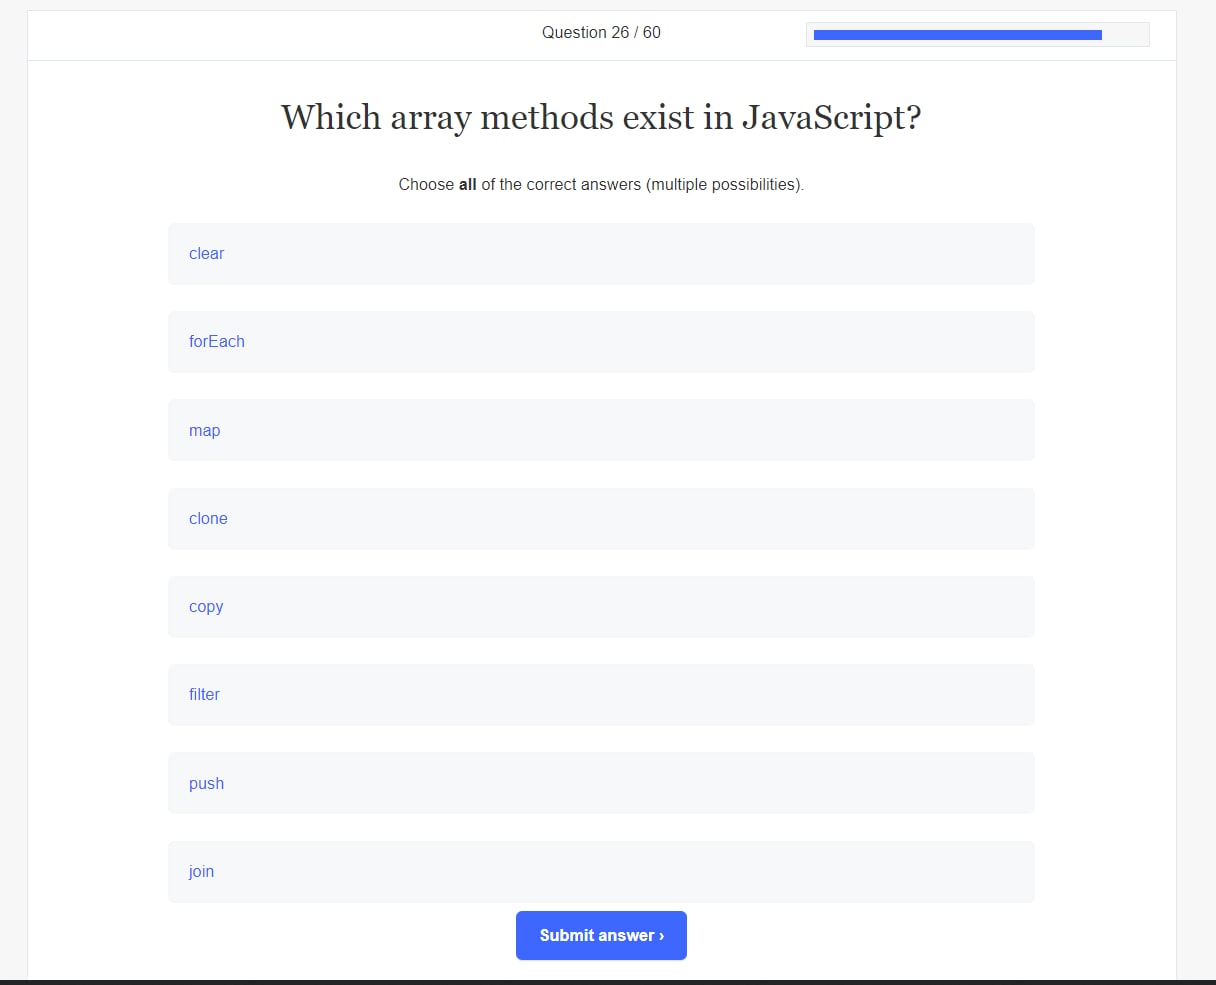 Question 26 / 60
Which array methods exist in JavaScript?
Choose all of the correct answers (multiple possibilities).
clear
forEach
map
clone
copy
filter
push
join
Submit answer ›